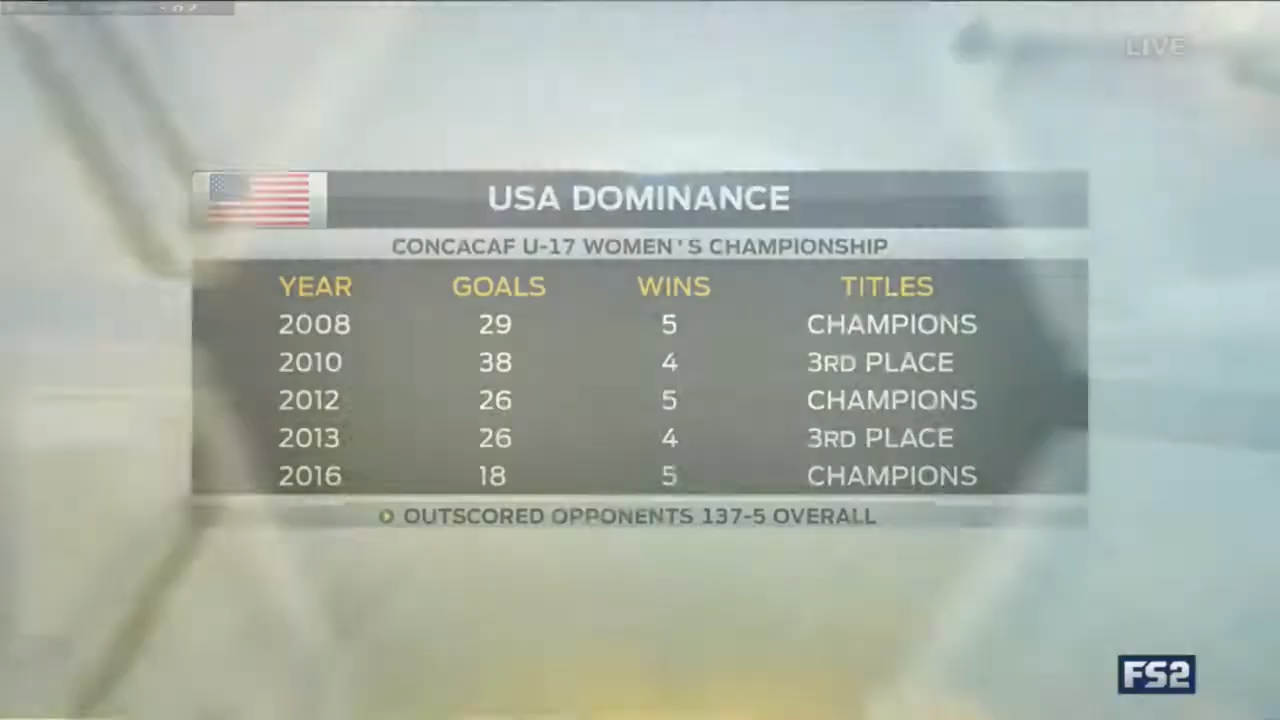 LIVE
USA DOMINANCE
CONCACAF U-17 WOMEN'S CHAMPIONSHIP
YEAR GOALS WINS TITLES
2008 29 5 CHAMPIONS
2010 38 4 3RD PLACE
2012 26 5 CHAMPIONS
2013 26 4 3RD PLACE
2016 18 5 CHAMPIONS
OUTSCORED OPPONENTS 137-5 OVERALL
FS2